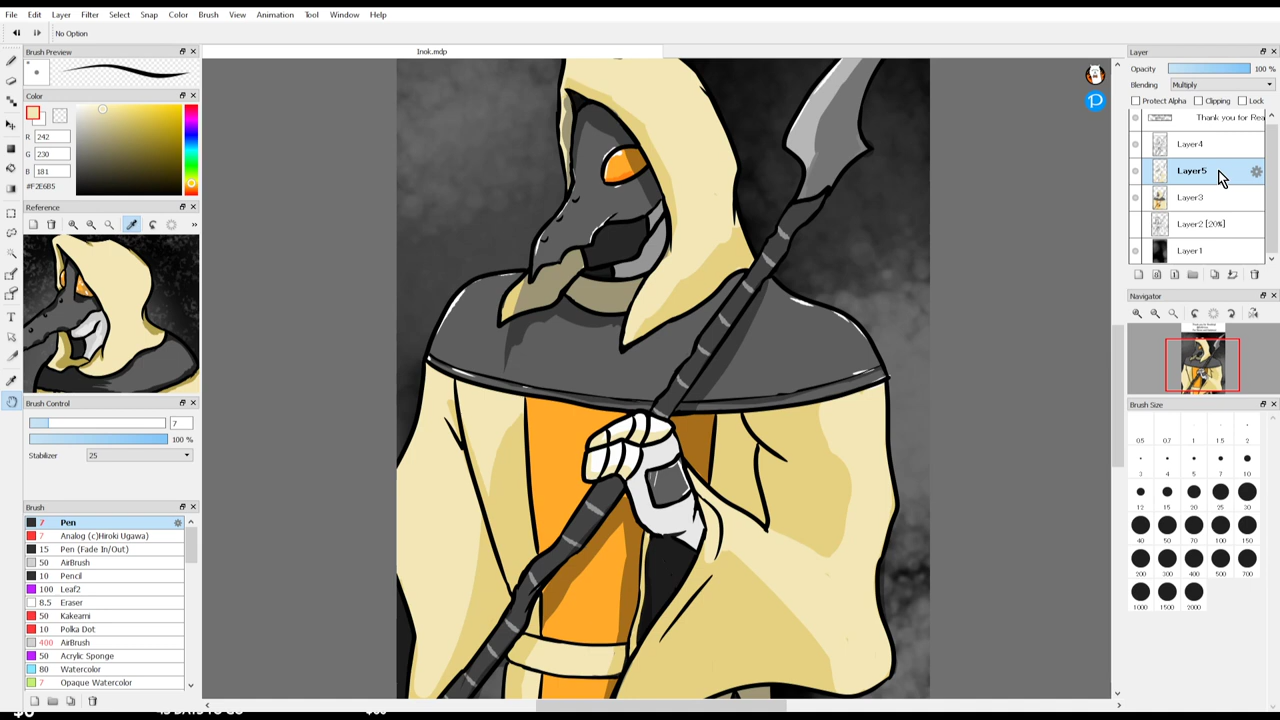 File Edit Layer Filter Select Snap Color Brush View Animation Tool Window Help
No Option
Brush Preview
Inok.mdp
Layer
Opacity 100 %
Blending Multiply
Protect Alpha Clipping Lock
Thank you for Rea
Layer4
Layer5
Layer3
Layer2 [20%]
Layer1
Color
R 242
G 230
B 181
#F2E6B5
Reference
Navigator
Brush Control
7
100 %
Stabilizer 25
Brush Size
0.5 0.7 1 1.5 2
3 4 5 7 10
12 15 20 25 30
40 50 70 100 150
200 300 400 500 700
1000 1500 2000
Brush
7 Pen
7 Analog (c)Hiroki Ugawa)
15 Pen (Fade In/Out)
50 AirBrush
10 Pencil
100 Leaf2
8.5 Eraser
50 Kakeami
10 Polka Dot
400 AirBrush
50 Acrylic Sponge
80 Watercolor
7 Opaque Watercolor